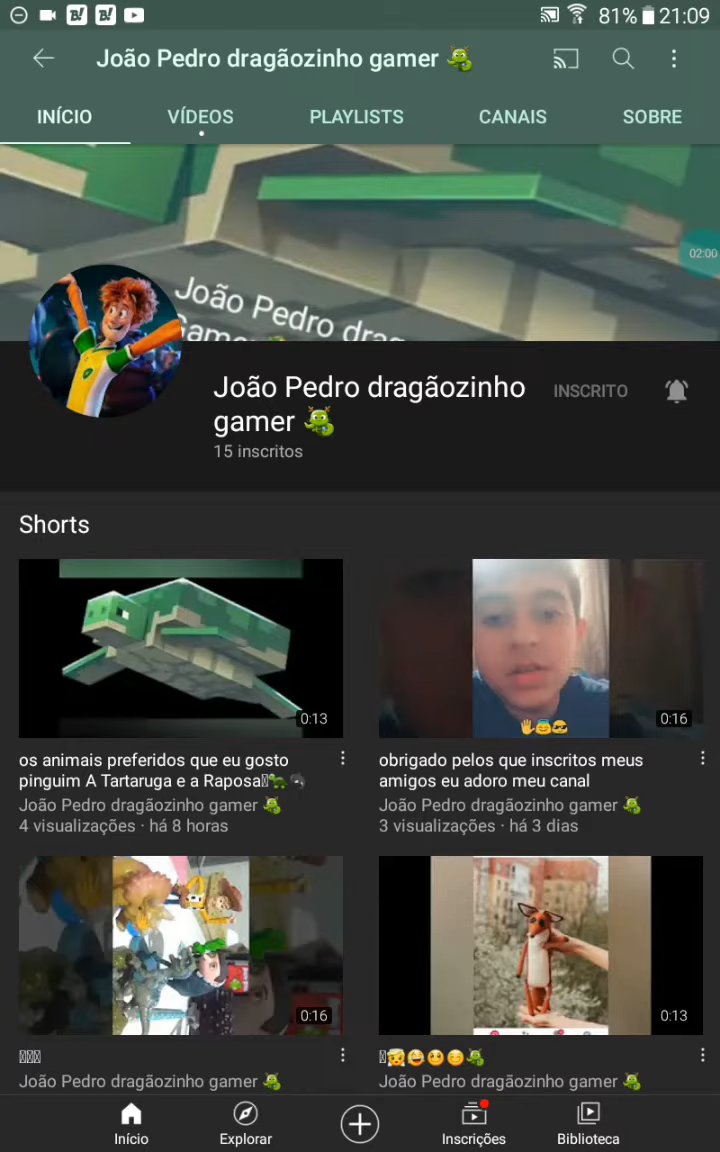 81% 21:09
João Pedro dragãozinho gamer 🐉
INÍCIO VÍDEOS PLAYLISTS CANAIS SOBRE
02:00
João Pedro drag
Gamer
João Pedro dragãozinho
gamer 🐉
INSCRITO
15 inscritos
Shorts
0:13
os animais preferidos que eu gosto
pinguim A Tartaruga e a Raposa
João Pedro dragãozinho gamer 🐉
4 visualizações · há 8 horas
0:16
obrigado pelos que inscritos meus
amigos eu adoro meu canal
João Pedro dragãozinho gamer 🐉
3 visualizações · há 3 dias
0:16
João Pedro dragãozinho gamer 🐉
0:13
João Pedro dragãozinho gamer 🐉
Início Explorar Inscrições Biblioteca